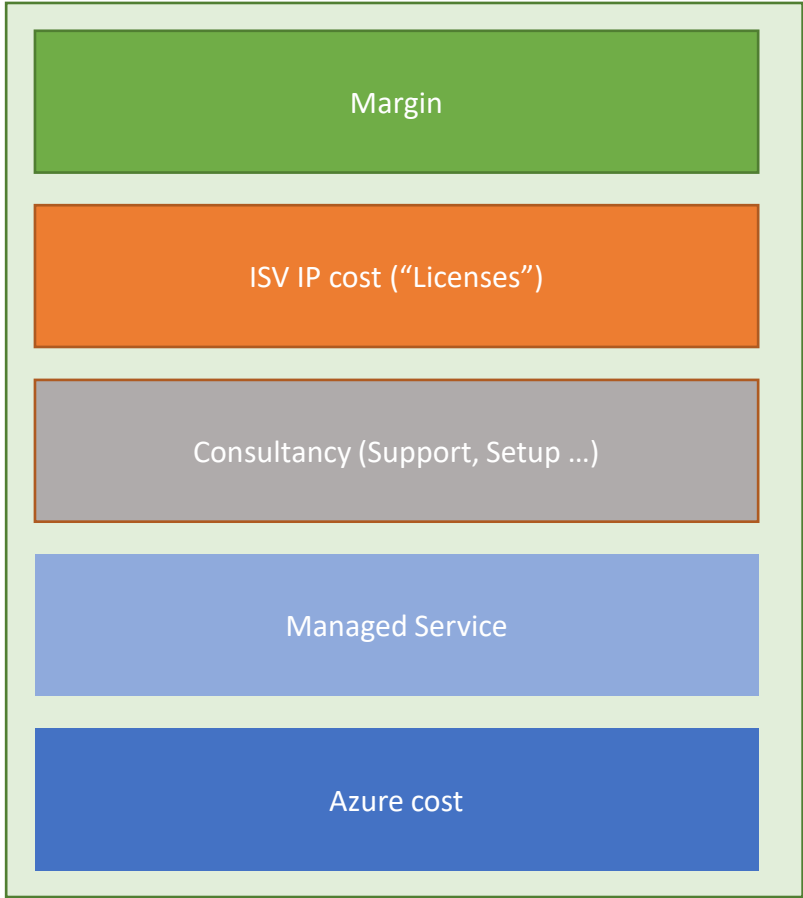 Margin
ISV IP cost (“Licenses”)
Consultancy (Support, Setup …)
Managed Service
Azure cost